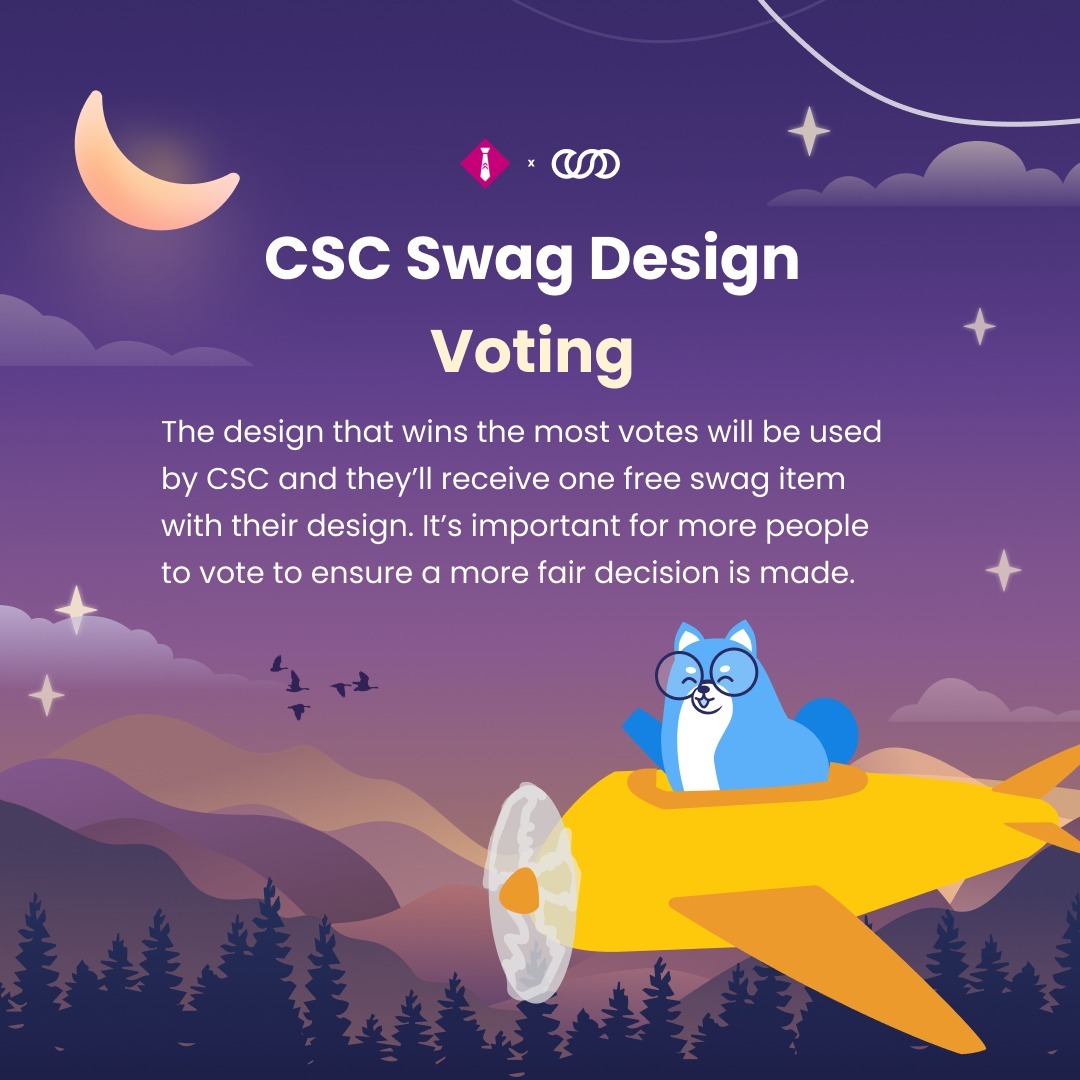 x
CSC Swag Design
Voting
The design that wins the most votes will be used
by CSC and they’ll receive one free swag item
with their design. It’s important for more people
to vote to ensure a more fair decision is made.